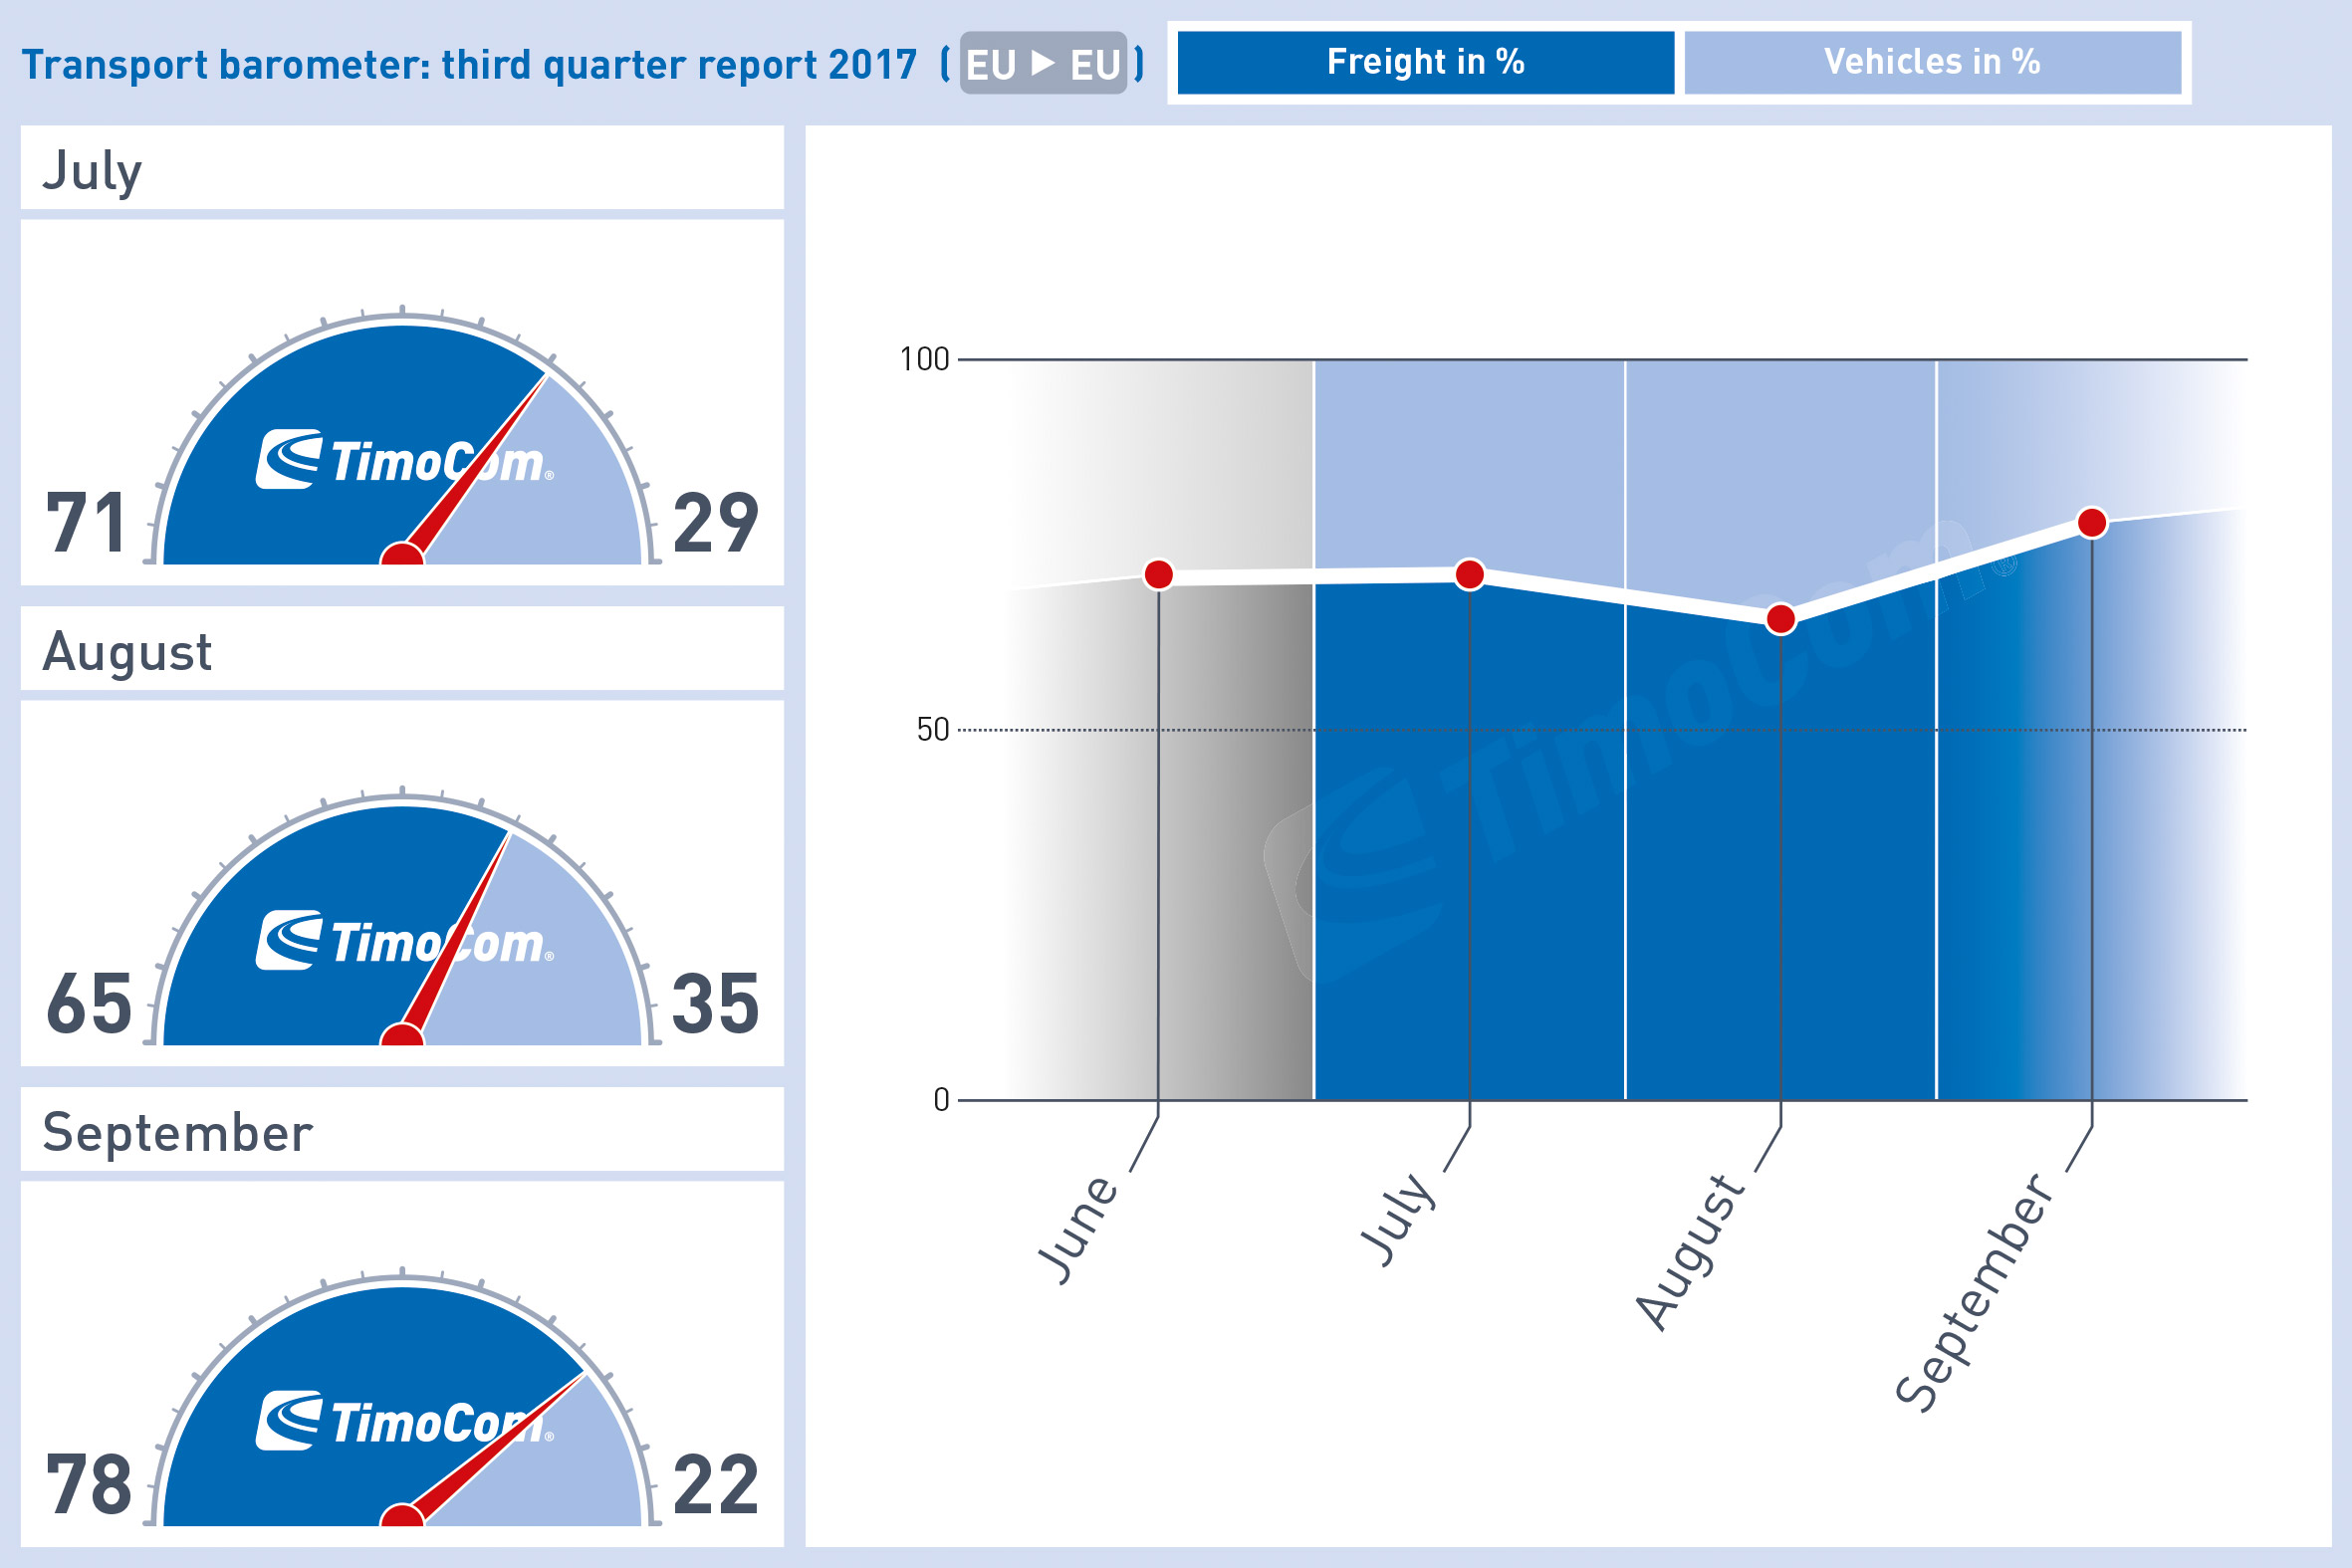 Transport barometer: third quarter report 2017 ( EU ▶ EU )
Freight in %
Vehicles in %
July
TimoCom®
71
29
August
TimoCom®
65
35
September
TimoCom®
78
22
100
50
0
TimoCom®
June
July
August
September